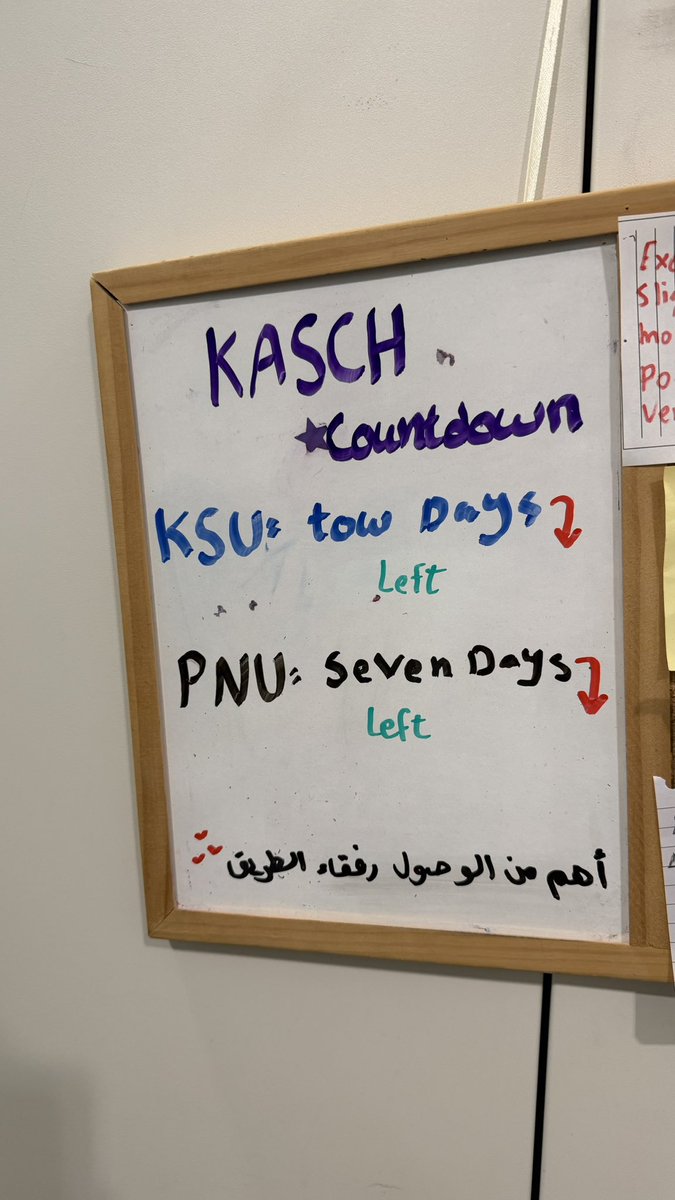 KASCH
★Countdown
KSU: tow Days
Left
PNU: Seven Days
Left
أهم من الوصول رفقاء الطريق